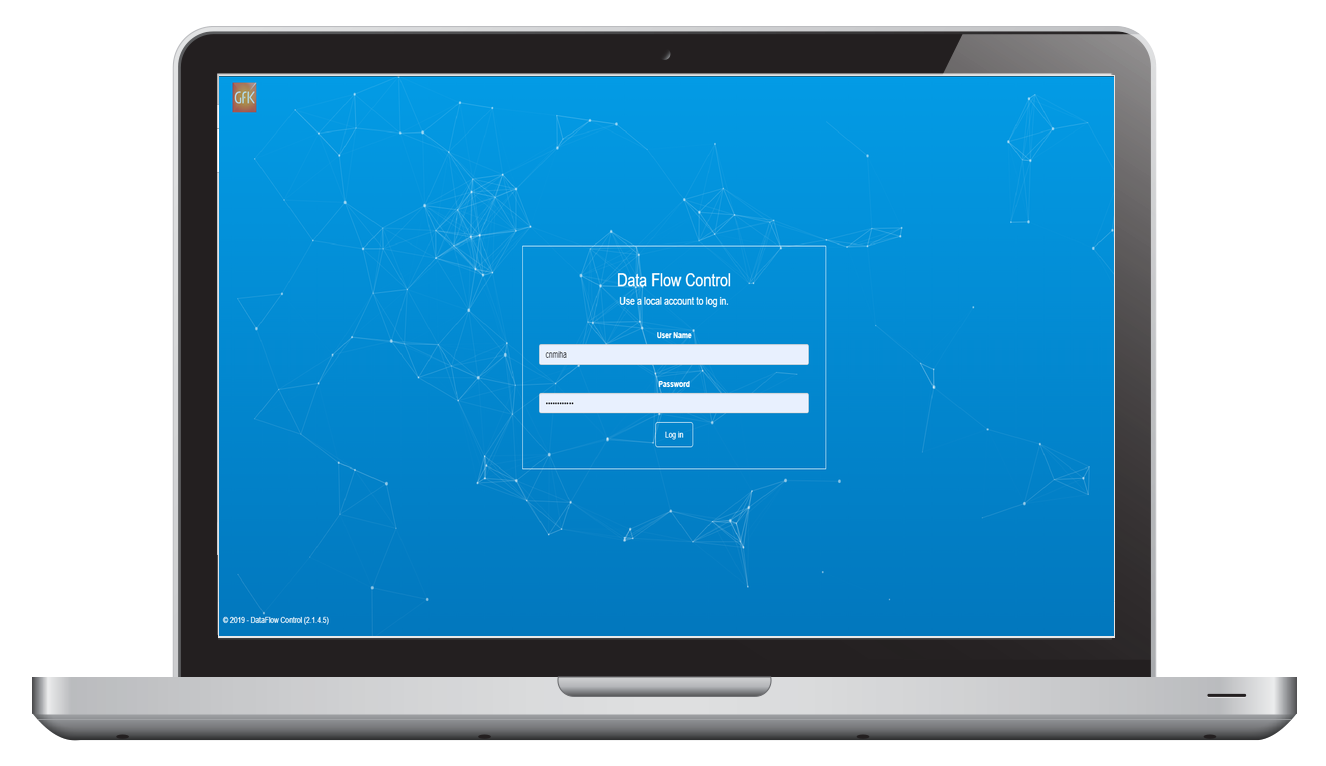 GfK
Data Flow Control
Use a local account to log in.
User Name
cnmiha
Password
••••••••••••
Log in
© 2019 - DataFlow Control (2.1.4.5)